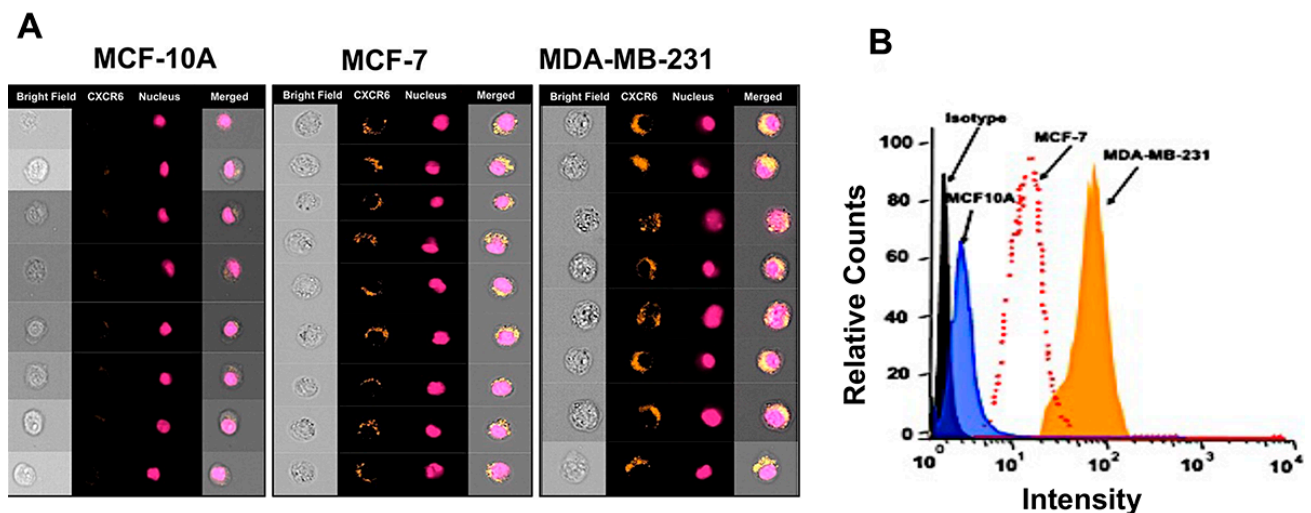 A
MCF-10A
MCF-7
MDA-MB-231
Bright Field CXCR6 Nucleus Merged
Bright Field CXCR6 Nucleus Merged
Bright Field CXCR6 Nucleus Merged
B
Isotype
MCF-7
MDA-MB-231
MCF10A
100
80
60
40
20
0
Relative Counts
10⁰ 10¹ 10² 10³ 10⁴
Intensity